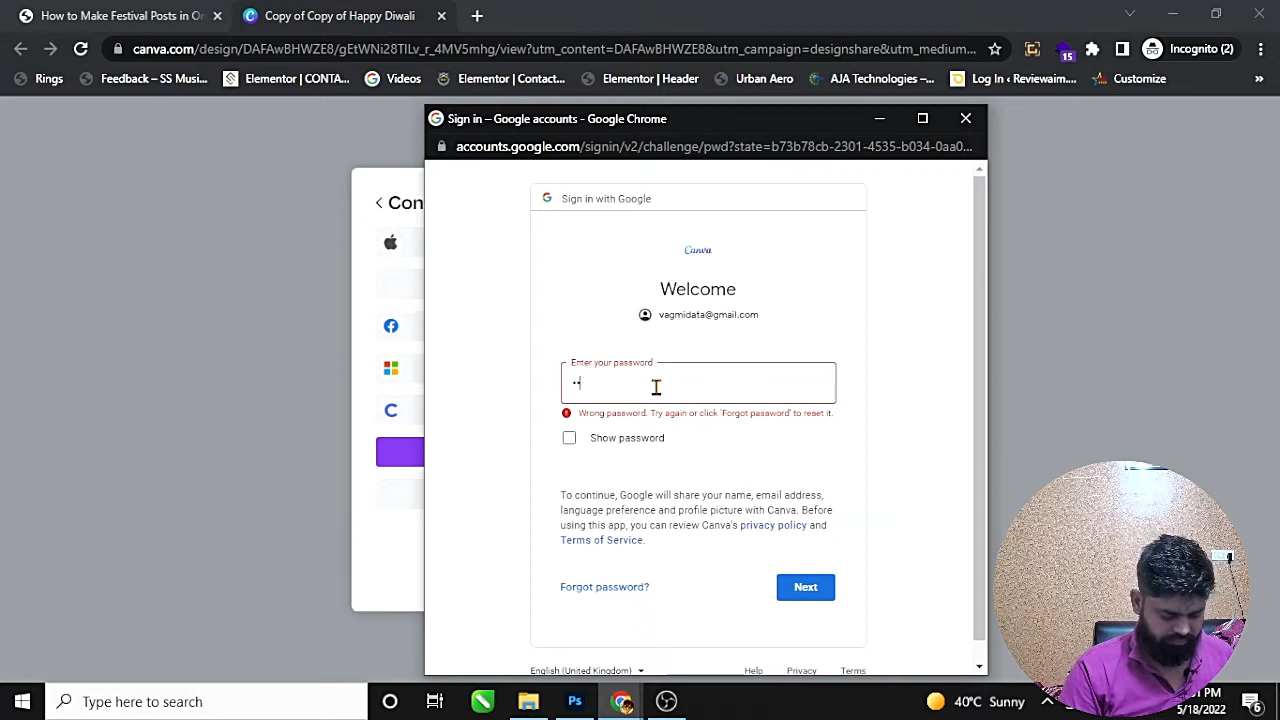 How to Make Festival Posts in On
Copy of Copy of Happy Diwali
canva.com/design/DAFAwBHWZE8/gEtWNi28TlLv_r_4MV5mhg/view?utm_content=DAFAwBHWZE8&utm_campaign=designshare&utm_medium...
Incognito (2)
15
Rings
Feedback – SS Musi...
Elementor | CONTA...
Videos
Elementor | Contact...
Elementor | Header
Urban Aero
AJA Technologies –...
Log In ‹ Reviewaim....
Customize
»
Sign in – Google accounts - Google Chrome
accounts.google.com/signin/v2/challenge/pwd?state=b73b78cb-2301-4535-b034-0aa0...
Con
Sign in with Google
Canva
Welcome
vagmidata@gmail.com
Enter your password
Wrong password. Try again or click ‘Forgot password’ to reset it.
Show password
To continue, Google will share your name, email address,
language preference and profile picture with Canva. Before
using this app, you can review Canva's privacy policy and
Terms of Service.
Forgot password?
Next
English (United Kingdom)
Help
Privacy
Terms
Type here to search
Ps
40°C Sunny
PM
5/18/2022
6